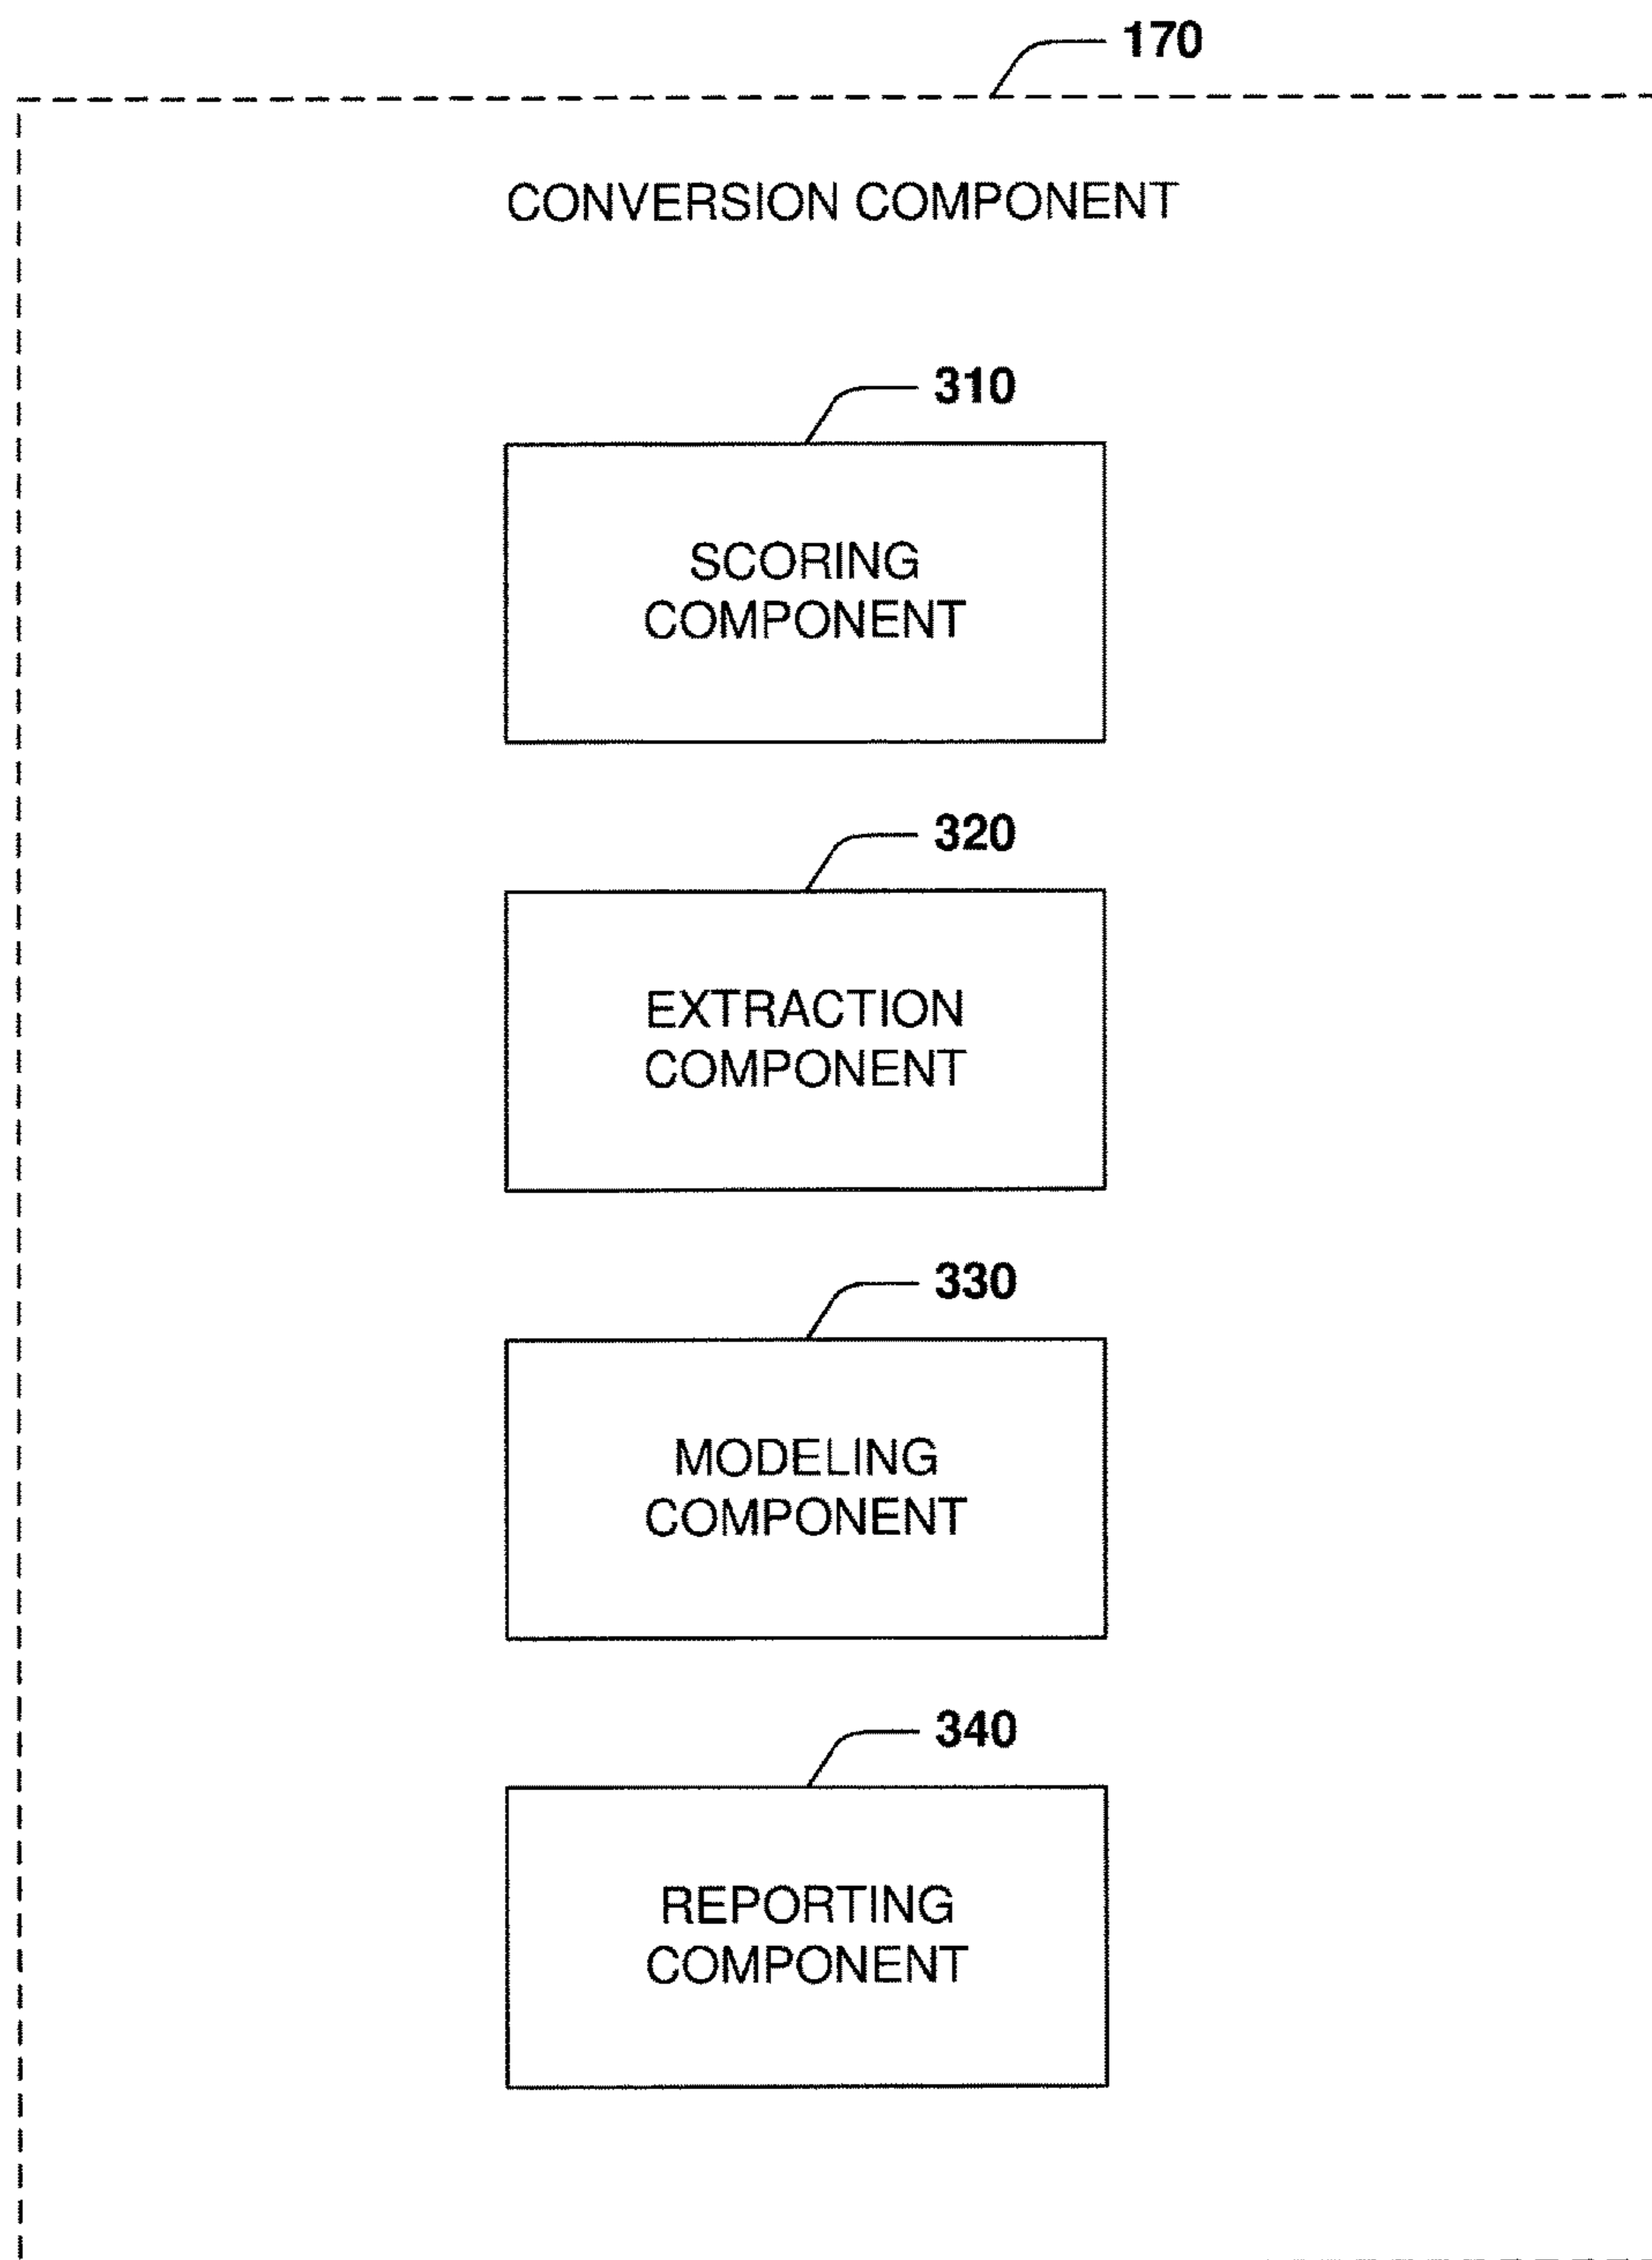 170
CONVERSION COMPONENT
310
SCORING
COMPONENT
320
EXTRACTION
COMPONENT
330
MODELING
COMPONENT
340
REPORTING
COMPONENT